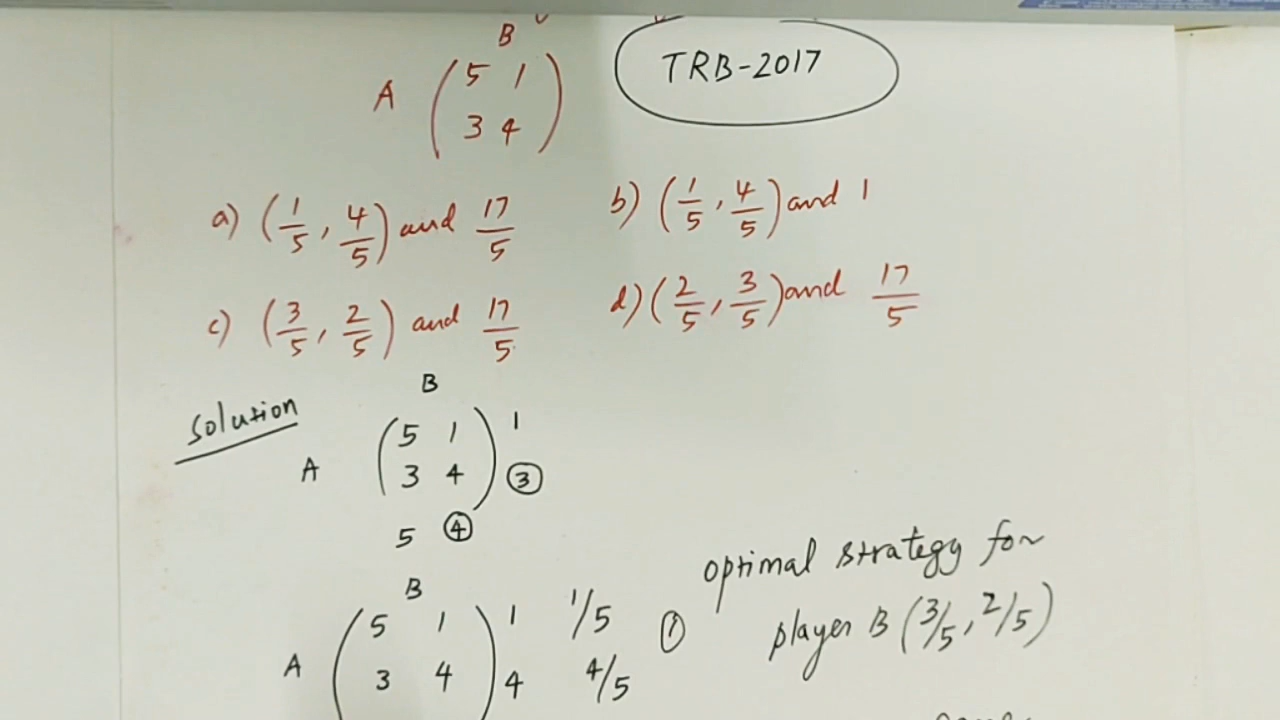 B
TRB-2017
A (5 1
3 4)
a) (1/5, 4/5) and 17/5
b) (1/5, 4/5) and 1
c) (3/5, 2/5) and 17/5
d) (2/5, 3/5) and 17/5
Solution
B
A (5 1) 1
(3 4) ③
5 ④
B
A (5 1) 1 1/5
(3 4) 4 4/5
① optimal strategy for
player B (3/5, 2/5)